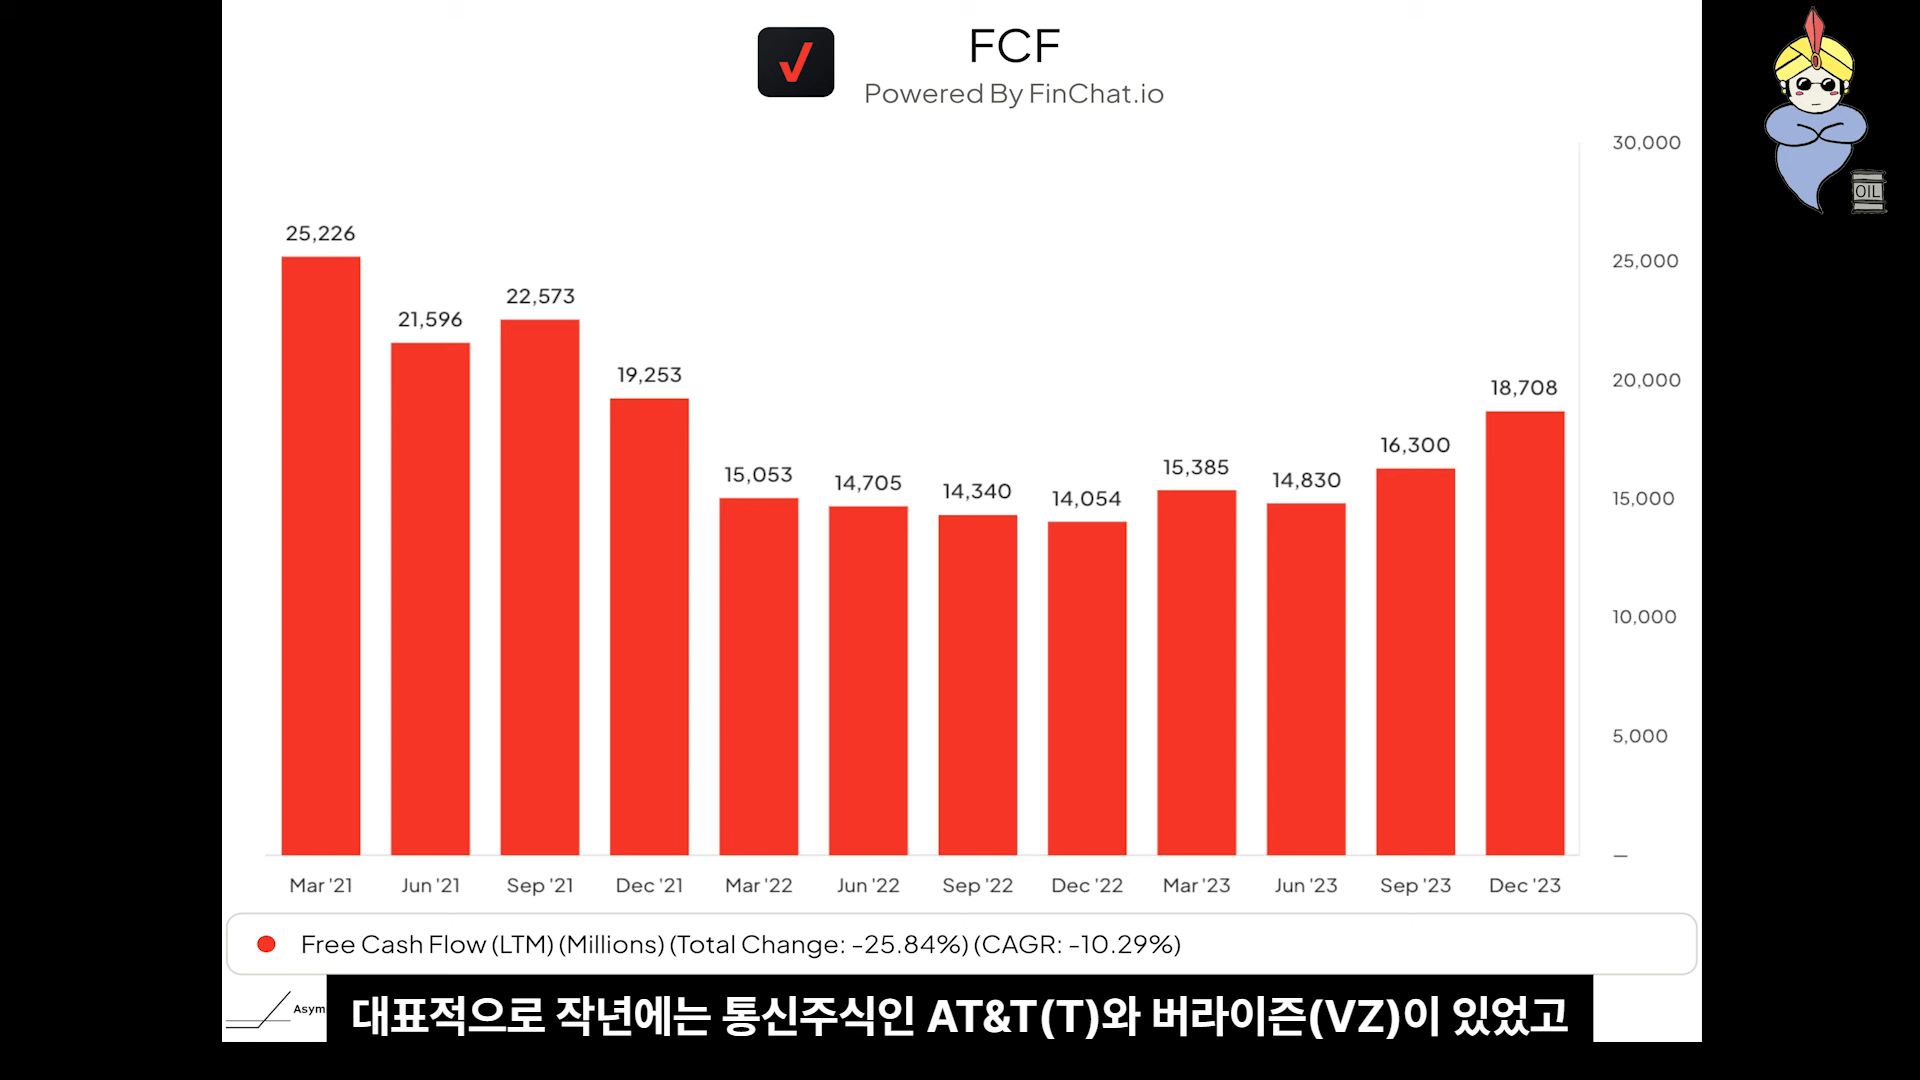 FCF
Powered By FinChat.io
OIL
30,000
25,000
20,000
15,000
10,000
5,000
—
25,226
21,596
22,573
19,253
15,053
14,705
14,340
14,054
15,385
14,830
16,300
18,708
Mar '21
Jun '21
Sep '21
Dec '21
Mar '22
Jun '22
Sep '22
Dec '22
Mar '23
Jun '23
Sep '23
Dec '23
Free Cash Flow (LTM) (Millions) (Total Change: -25.84%) (CAGR: -10.29%)
Asym
대표적으로 작년에는 통신주식인 AT&T(T)와 버라이즌(VZ)이 있었고